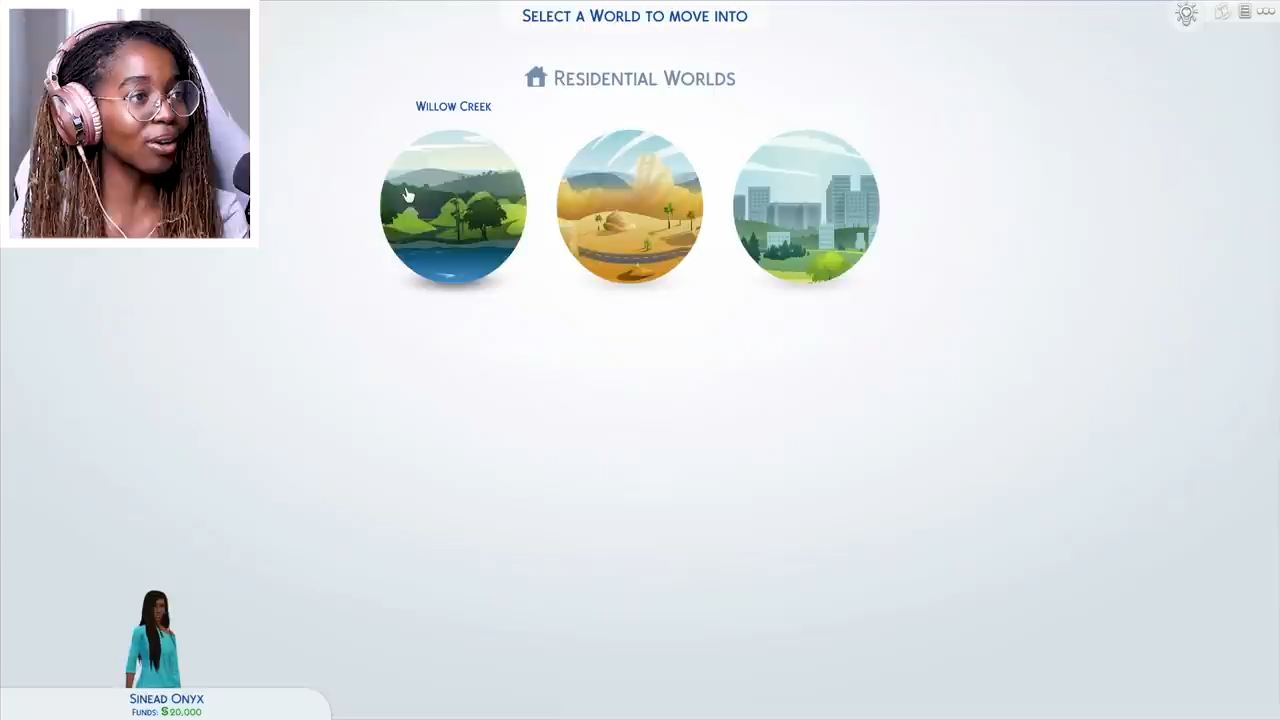 Select a World to move into
Residential Worlds
Willow Creek
Sinead Onyx
Funds: §20,000